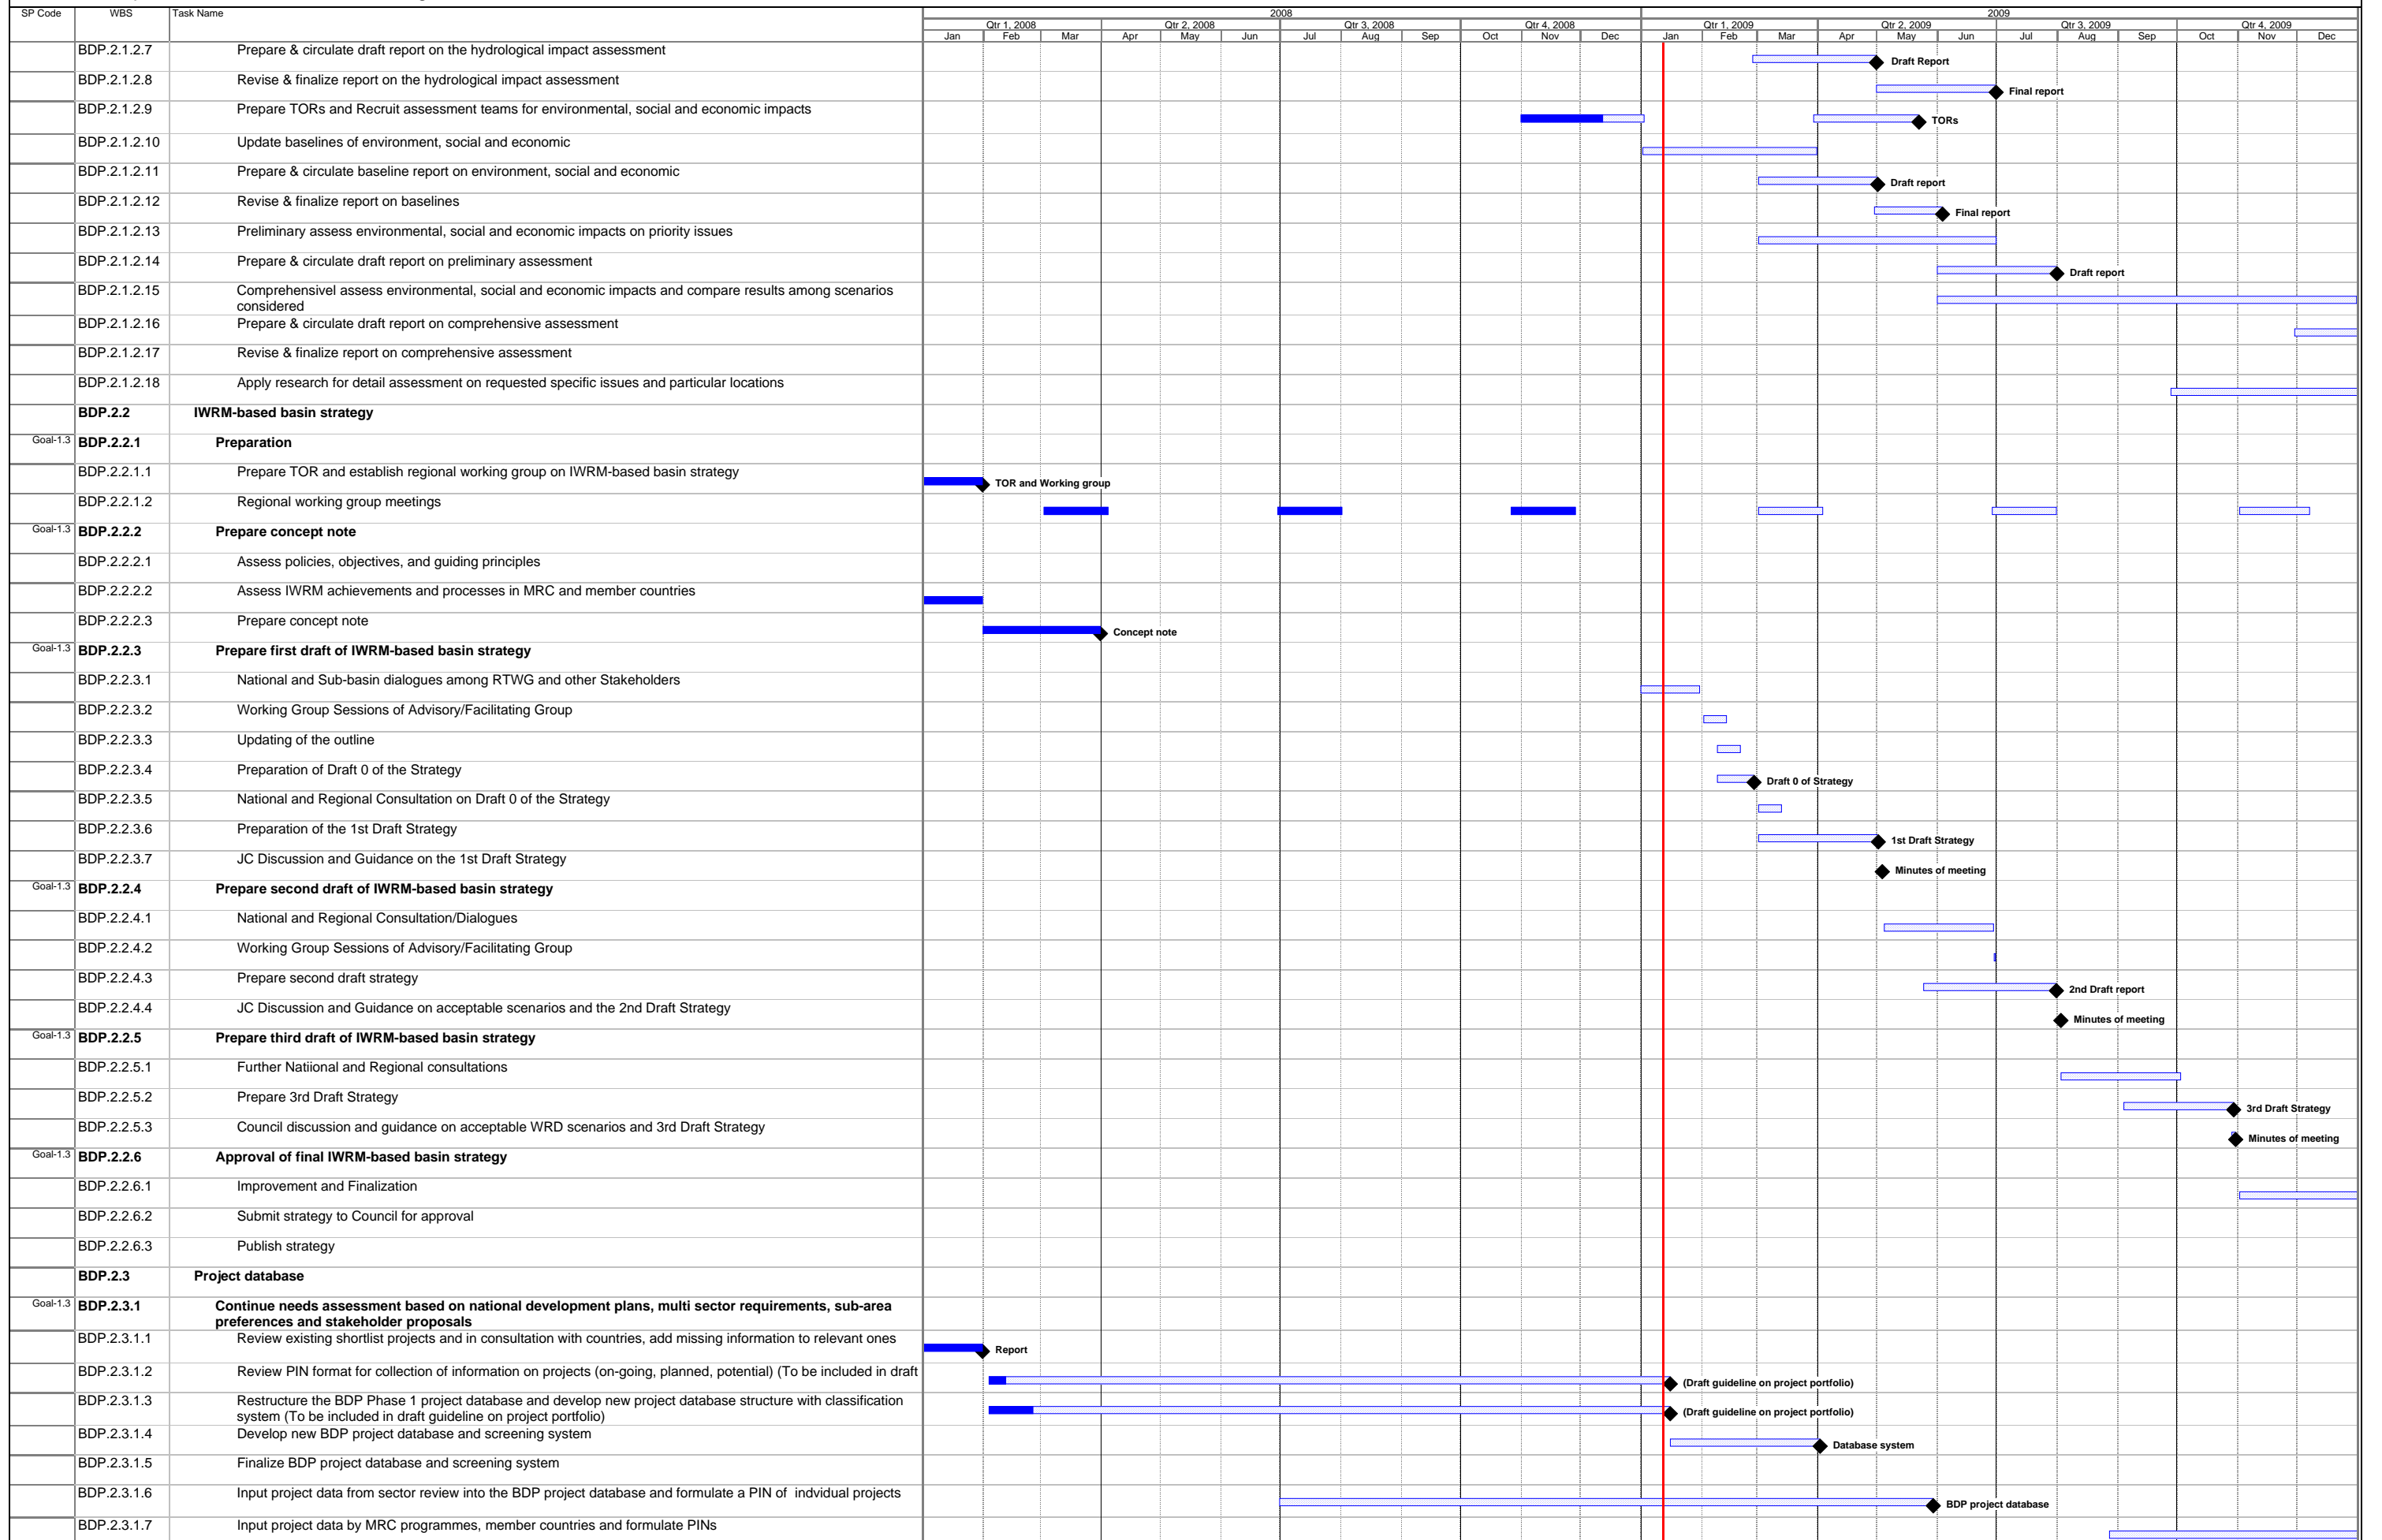 SP Code WBS Task Name 2008 2009
Qtr 1, 2008 Qtr 2, 2008 Qtr 3, 2008 Qtr 4, 2008 Qtr 1, 2009 Qtr 2, 2009 Qtr 3, 2009 Qtr 4, 2009
Jan Feb Mar Apr May Jun Jul Aug Sep Oct Nov Dec Jan Feb Mar Apr May Jun Jul Aug Sep Oct Nov Dec
BDP.2.1.2.7 Prepare & circulate draft report on the hydrological impact assessment
Draft Report
BDP.2.1.2.8 Revise & finalize report on the hydrological impact assessment
Final report
BDP.2.1.2.9 Prepare TORs and Recruit assessment teams for environmental, social and economic impacts
TORs
BDP.2.1.2.10 Update baselines of environment, social and economic
BDP.2.1.2.11 Prepare & circulate baseline report on environment, social and economic
Draft report
BDP.2.1.2.12 Revise & finalize report on baselines
Final report
BDP.2.1.2.13 Preliminary assess environmental, social and economic impacts on priority issues
BDP.2.1.2.14 Prepare & circulate draft report on preliminary assessment
Draft report
BDP.2.1.2.15 Comprehensivel assess environmental, social and economic impacts and compare results among scenarios
considered
BDP.2.1.2.16 Prepare & circulate draft report on comprehensive assessment
BDP.2.1.2.17 Revise & finalize report on comprehensive assessment
BDP.2.1.2.18 Apply research for detail assessment on requested specific issues and particular locations
BDP.2.2 IWRM-based basin strategy
Goal-1.3 BDP.2.2.1 Preparation
BDP.2.2.1.1 Prepare TOR and establish regional working group on IWRM-based basin strategy
TOR and Working group
BDP.2.2.1.2 Regional working group meetings
Goal-1.3 BDP.2.2.2 Prepare concept note
BDP.2.2.2.1 Assess policies, objectives, and guiding principles
BDP.2.2.2.2 Assess IWRM achievements and processes in MRC and member countries
BDP.2.2.2.3 Prepare concept note
Concept note
Goal-1.3 BDP.2.2.3 Prepare first draft of IWRM-based basin strategy
BDP.2.2.3.1 National and Sub-basin dialogues among RTWG and other Stakeholders
BDP.2.2.3.2 Working Group Sessions of Advisory/Facilitating Group
BDP.2.2.3.3 Updating of the outline
BDP.2.2.3.4 Preparation of Draft 0 of the Strategy
Draft 0 of Strategy
BDP.2.2.3.5 National and Regional Consultation on Draft 0 of the Strategy
BDP.2.2.3.6 Preparation of the 1st Draft Strategy
1st Draft Strategy
BDP.2.2.3.7 JC Discussion and Guidance on the 1st Draft Strategy
Minutes of meeting
Goal-1.3 BDP.2.2.4 Prepare second draft of IWRM-based basin strategy
BDP.2.2.4.1 National and Regional Consultation/Dialogues
BDP.2.2.4.2 Working Group Sessions of Advisory/Facilitating Group
BDP.2.2.4.3 Prepare second draft strategy
2nd Draft report
BDP.2.2.4.4 JC Discussion and Guidance on acceptable scenarios and the 2nd Draft Strategy
Minutes of meeting
Goal-1.3 BDP.2.2.5 Prepare third draft of IWRM-based basin strategy
BDP.2.2.5.1 Further Natiional and Regional consultations
BDP.2.2.5.2 Prepare 3rd Draft Strategy
3rd Draft Strategy
BDP.2.2.5.3 Council discussion and guidance on acceptable WRD scenarios and 3rd Draft Strategy
Minutes of meeting
Goal-1.3 BDP.2.2.6 Approval of final IWRM-based basin strategy
BDP.2.2.6.1 Improvement and Finalization
BDP.2.2.6.2 Submit strategy to Council for approval
BDP.2.2.6.3 Publish strategy
BDP.2.3 Project database
Goal-1.3 BDP.2.3.1 Continue needs assessment based on national development plans, multi sector requirements, sub-area
preferences and stakeholder proposals
BDP.2.3.1.1 Review existing shortlist projects and in consultation with countries, add missing information to relevant ones
Report
BDP.2.3.1.2 Review PIN format for collection of information on projects (on-going, planned, potential) (To be included in draft
(Draft guideline on project portfolio)
BDP.2.3.1.3 Restructure the BDP Phase 1 project database and develop new project database structure with classification
system (To be included in draft guideline on project portfolio)
(Draft guideline on project portfolio)
BDP.2.3.1.4 Develop new BDP project database and screening system
Database system
BDP.2.3.1.5 Finalize BDP project database and screening system
BDP.2.3.1.6 Input project data from sector review into the BDP project database and formulate a PIN of indvidual projects
BDP project database
BDP.2.3.1.7 Input project data by MRC programmes, member countries and formulate PINs